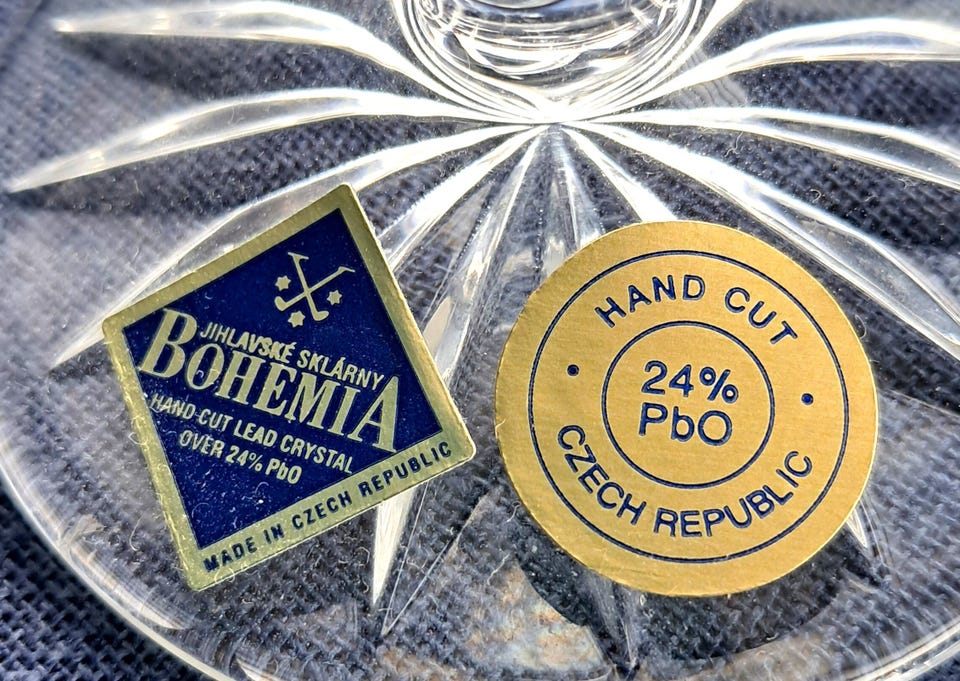 JIHLAVSKÉ SKLÁRNY
BOHEMIA
HAND CUT LEAD CRYSTAL
OVER 24% PbO
MADE IN CZECH REPUBLIC
HAND CUT
24%
PbO
CZECH REPUBLIC